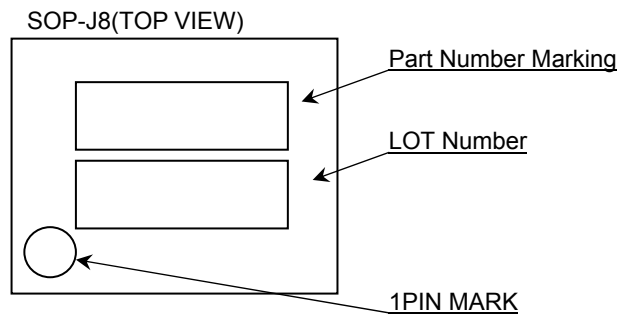 SOP-J8(TOP VIEW)
Part Number Marking
LOT Number
1PIN MARK